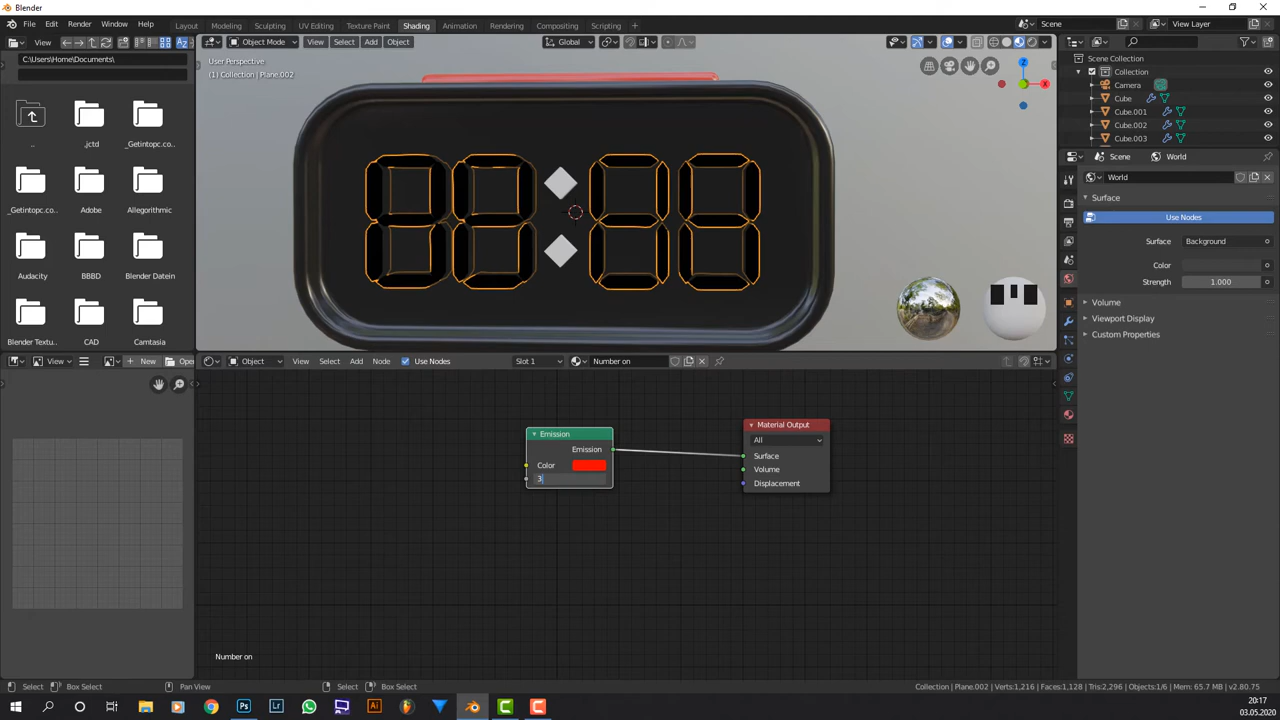 Blender
File Edit Render Window Help Layout Modeling Sculpting UV Editing Texture Paint Shading Animation Rendering Compositing Scripting + Scene View Layer
View Object Mode View Select Add Object Global
C:\Users\Home\Documents\
User Perspective
(1) Collection | Plane.002
Scene Collection
Collection
Camera
Cube
Cube.001
Cube.002
Cube.003
.. .jctd _Getintopc.co...
_Getintopc.co... Adobe Allegorithmic
Audacity BBBD Blender Datein
Blender Textu... CAD Camtasia
Z
X
Scene World
World
Surface
Use Nodes
Surface Background
Color
Strength 1.000
Volume
Viewport Display
Custom Properties
View New Open
Object View Select Add Node Use Nodes Slot 1 Number on
Emission
Emission
Color
3
Material Output
All
Surface
Volume
Displacement
Number on
Select Box Select Pan View Select Box Select Collection | Plane.002 | Verts:1,216 | Faces:1,128 | Tris:2,296 | Objects:1/6 | Mem: 65.7 MB | v2.80.75
20:17
03.05.2020